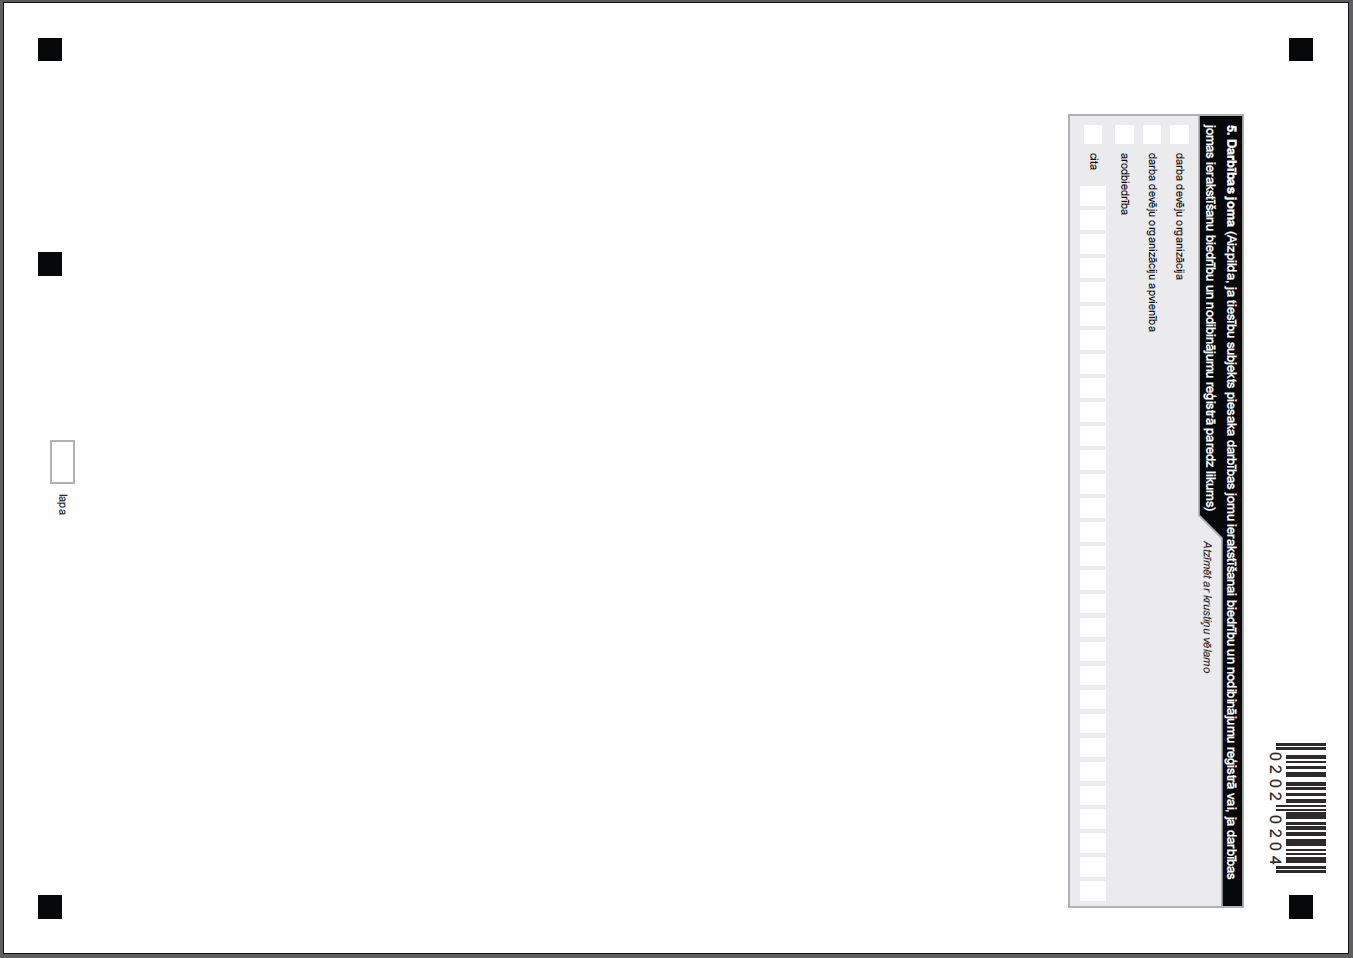 0202 0204
5. Darbības joma (Aizpilda, ja tiesību subjekts piesaka darbības jomu ierakstīšanai biedrību un nodibinājumu reģistrā vai, ja darbības
jomas ierakstīšanu biedrību un nodibinājumu reģistrā paredz likums)
Atzīmēt ar krustiņu vēlamo
darba devēju organizācija
darba devēju organizāciju apvienība
arodbiedrība
cita
lapa